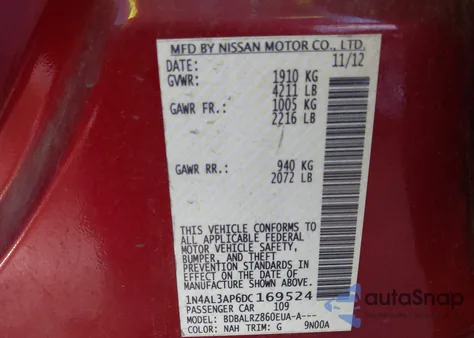 MFD BY NISSAN MOTOR CO., LTD.
DATE: 11/12
GVWR: 1910 KG
4211 LB
GAWR FR.: 1005 KG
2216 LB
GAWR RR.: 940 KG
2072 LB
THIS VEHICLE CONFORMS TO
ALL APPLICABLE FEDERAL
MOTOR VEHICLE SAFETY,
BUMPER, AND THEFT
PREVENTION STANDARDS IN
EFFECT ON THE DATE OF
MANUFACTURE SHOWN ABOVE.
1N4AL3AP6DC169524
PASSENGER CAR 109
MODEL: BDBALRZ860EUA-A---
COLOR: NAH TRIM: G 9N00A
autoSnap